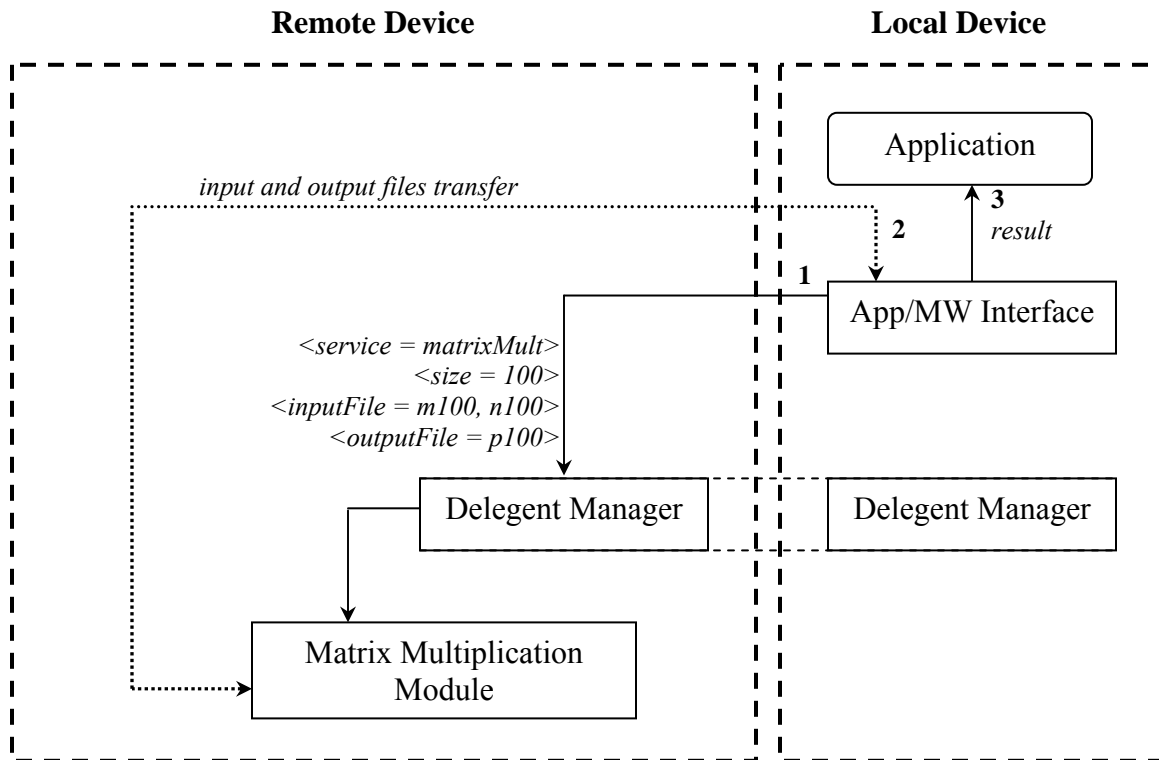 Remote Device
Local Device
Application
input and output files transfer
3
2
result
1
App/MW Interface
<service = matrixMult>
<size = 100>
<inputFile = m100, n100>
<outputFile = p100>
Delegent Manager
Delegent Manager
Matrix Multiplication
Module